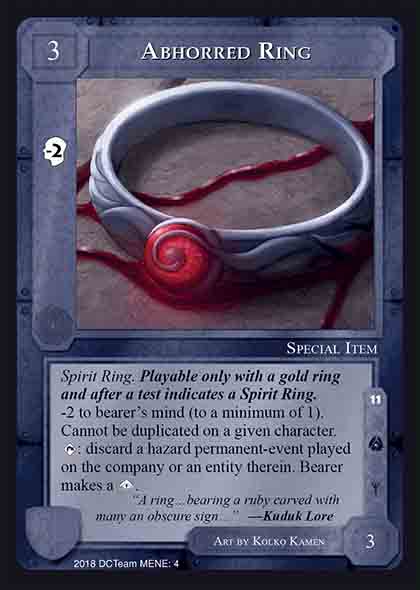 3
ABHORRED RING
-2
SPECIAL ITEM
Spirit Ring. Playable only with a gold ring
and after a test indicates a Spirit Ring.
-2 to bearer's mind (to a minimum of 1).
Cannot be duplicated on a given character.
: discard a hazard permanent-event played
on the company or an entity therein. Bearer
makes a .
"A ring...bearing a ruby carved with
many an obscure sign..." —Kuduk Lore
11
ART BY KOLKO KAMEN
3
2018 DCTeam MENE: 4